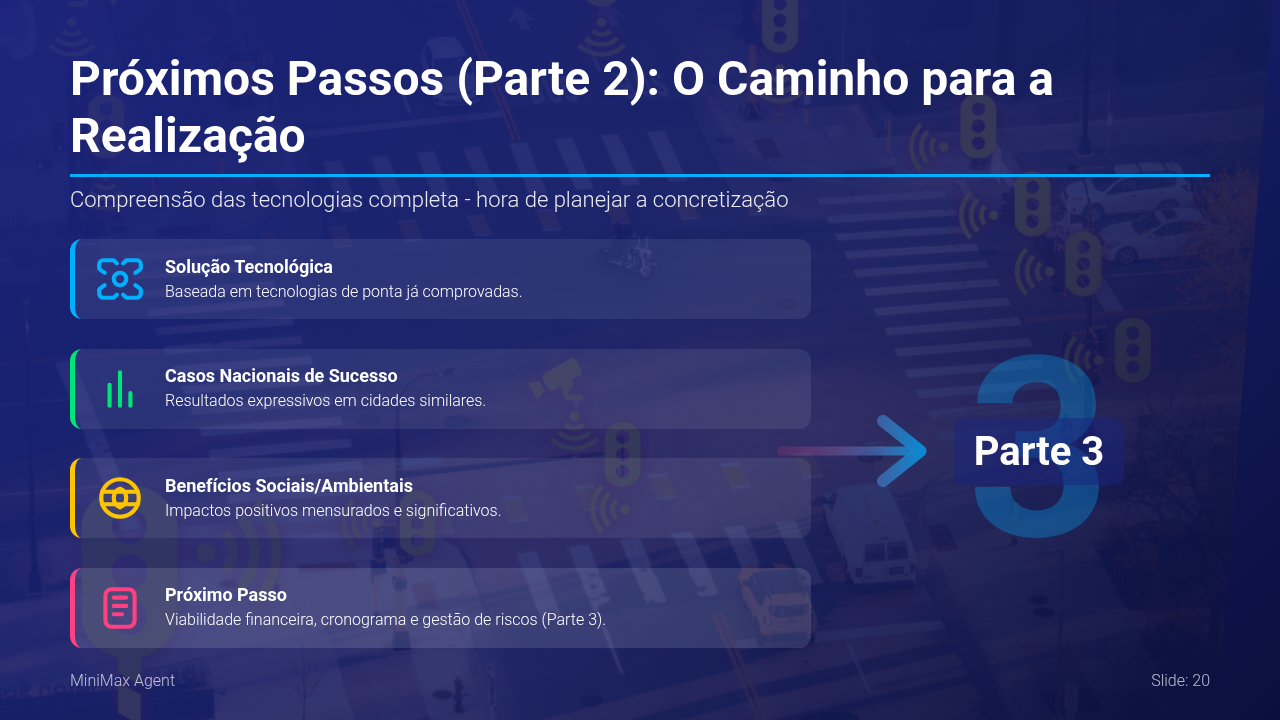 Próximos Passos (Parte 2): O Caminho para a
Realização
Compreensão das tecnologias completa - hora de planejar a concretização
Solução Tecnológica
Baseada em tecnologias de ponta já comprovadas.
Casos Nacionais de Sucesso
Resultados expressivos em cidades similares.
Benefícios Sociais/Ambientais
Impactos positivos mensurados e significativos.
Próximo Passo
Viabilidade financeira, cronograma e gestão de riscos (Parte 3).
3
Parte 3
MiniMax Agent
Slide: 20